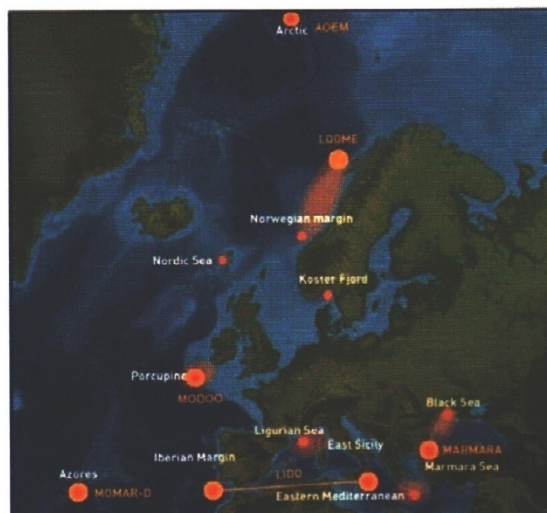 Arctic AOEM
LOOME
Norwegian margin
Nordic Sea
Koster Fjord
Porcupine
MODOO
Black Sea
Ligurian Sea
East Sicily
MARMARA
Iberian Margin
Marmara Sea
LIDO
Azores
MOMAR-D
Eastern Mediterranean